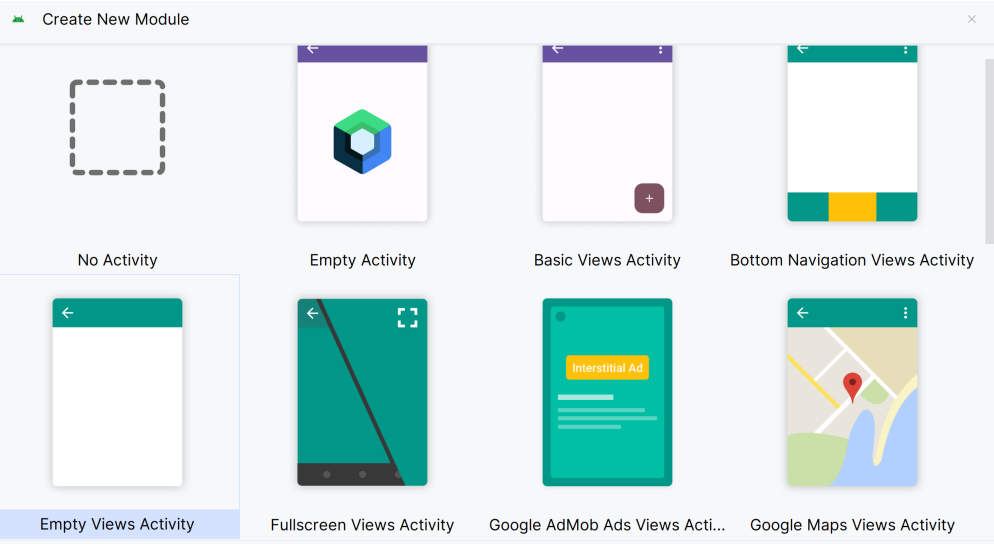 Create New Module
No Activity
Empty Activity
Basic Views Activity
Bottom Navigation Views Activity
Interstitial Ad
Empty Views Activity
Fullscreen Views Activity
Google AdMob Ads Views Acti...
Google Maps Views Activity